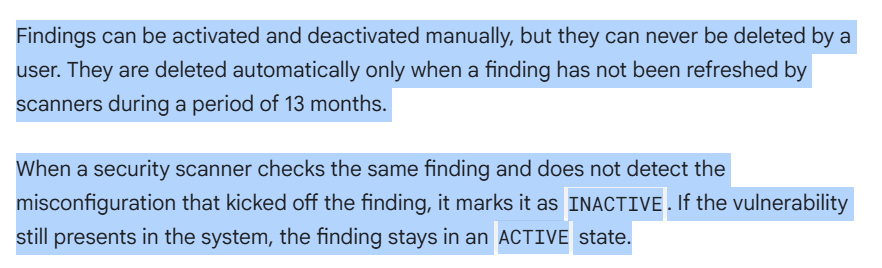 Findings can be activated and deactivated manually, but they can never be deleted by a
user. They are deleted automatically only when a finding has not been refreshed by
scanners during a period of 13 months.
When a security scanner checks the same finding and does not detect the
misconfiguration that kicked off the finding, it marks it as INACTIVE. If the vulnerability
still presents in the system, the finding stays in an ACTIVE state.